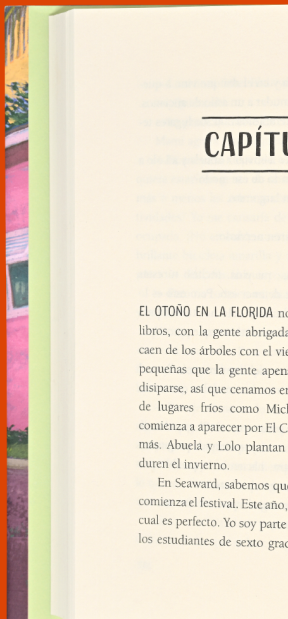 CAPÍTU
EL OTOÑO EN LA FLORIDA no
libros, con la gente abrigada
caen de los árboles con el vie
pequeñas que la gente apen
disiparse, así que cenamos e
de lugares fríos como Mich
comienza a aparecer por El C
más. Abuela y Lolo plantan
duren el invierno.
En Seaward, sabemos qu
comienza el festival. Este año,
cual es perfecto. Yo soy parte
los estudiantes de sexto grad